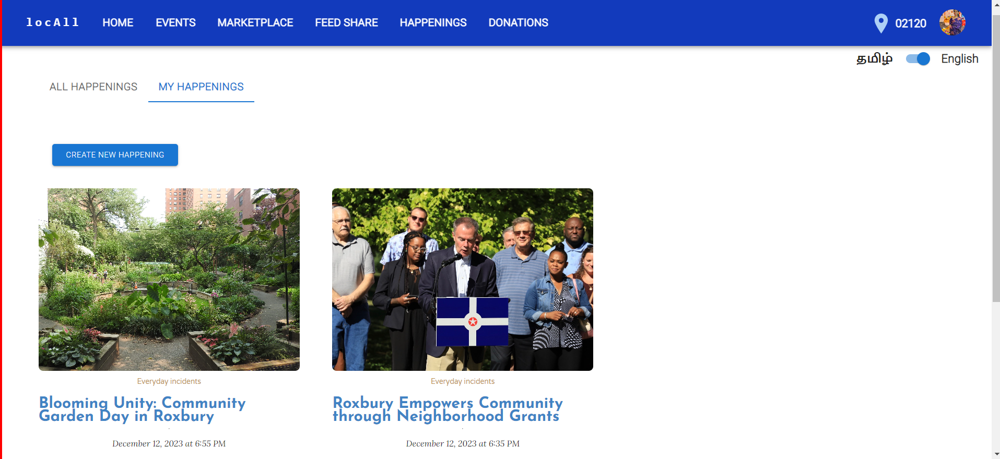 locAll HOME EVENTS MARKETPLACE FEED SHARE HAPPENINGS DONATIONS 02120
தமிழ் English
ALL HAPPENINGS MY HAPPENINGS
CREATE NEW HAPPENING
Everyday incidents
Blooming Unity: Community
Garden Day in Roxbury
December 12, 2023 at 6:55 PM
Everyday incidents
Roxbury Empowers Community
through Neighborhood Grants
December 12, 2023 at 6:35 PM